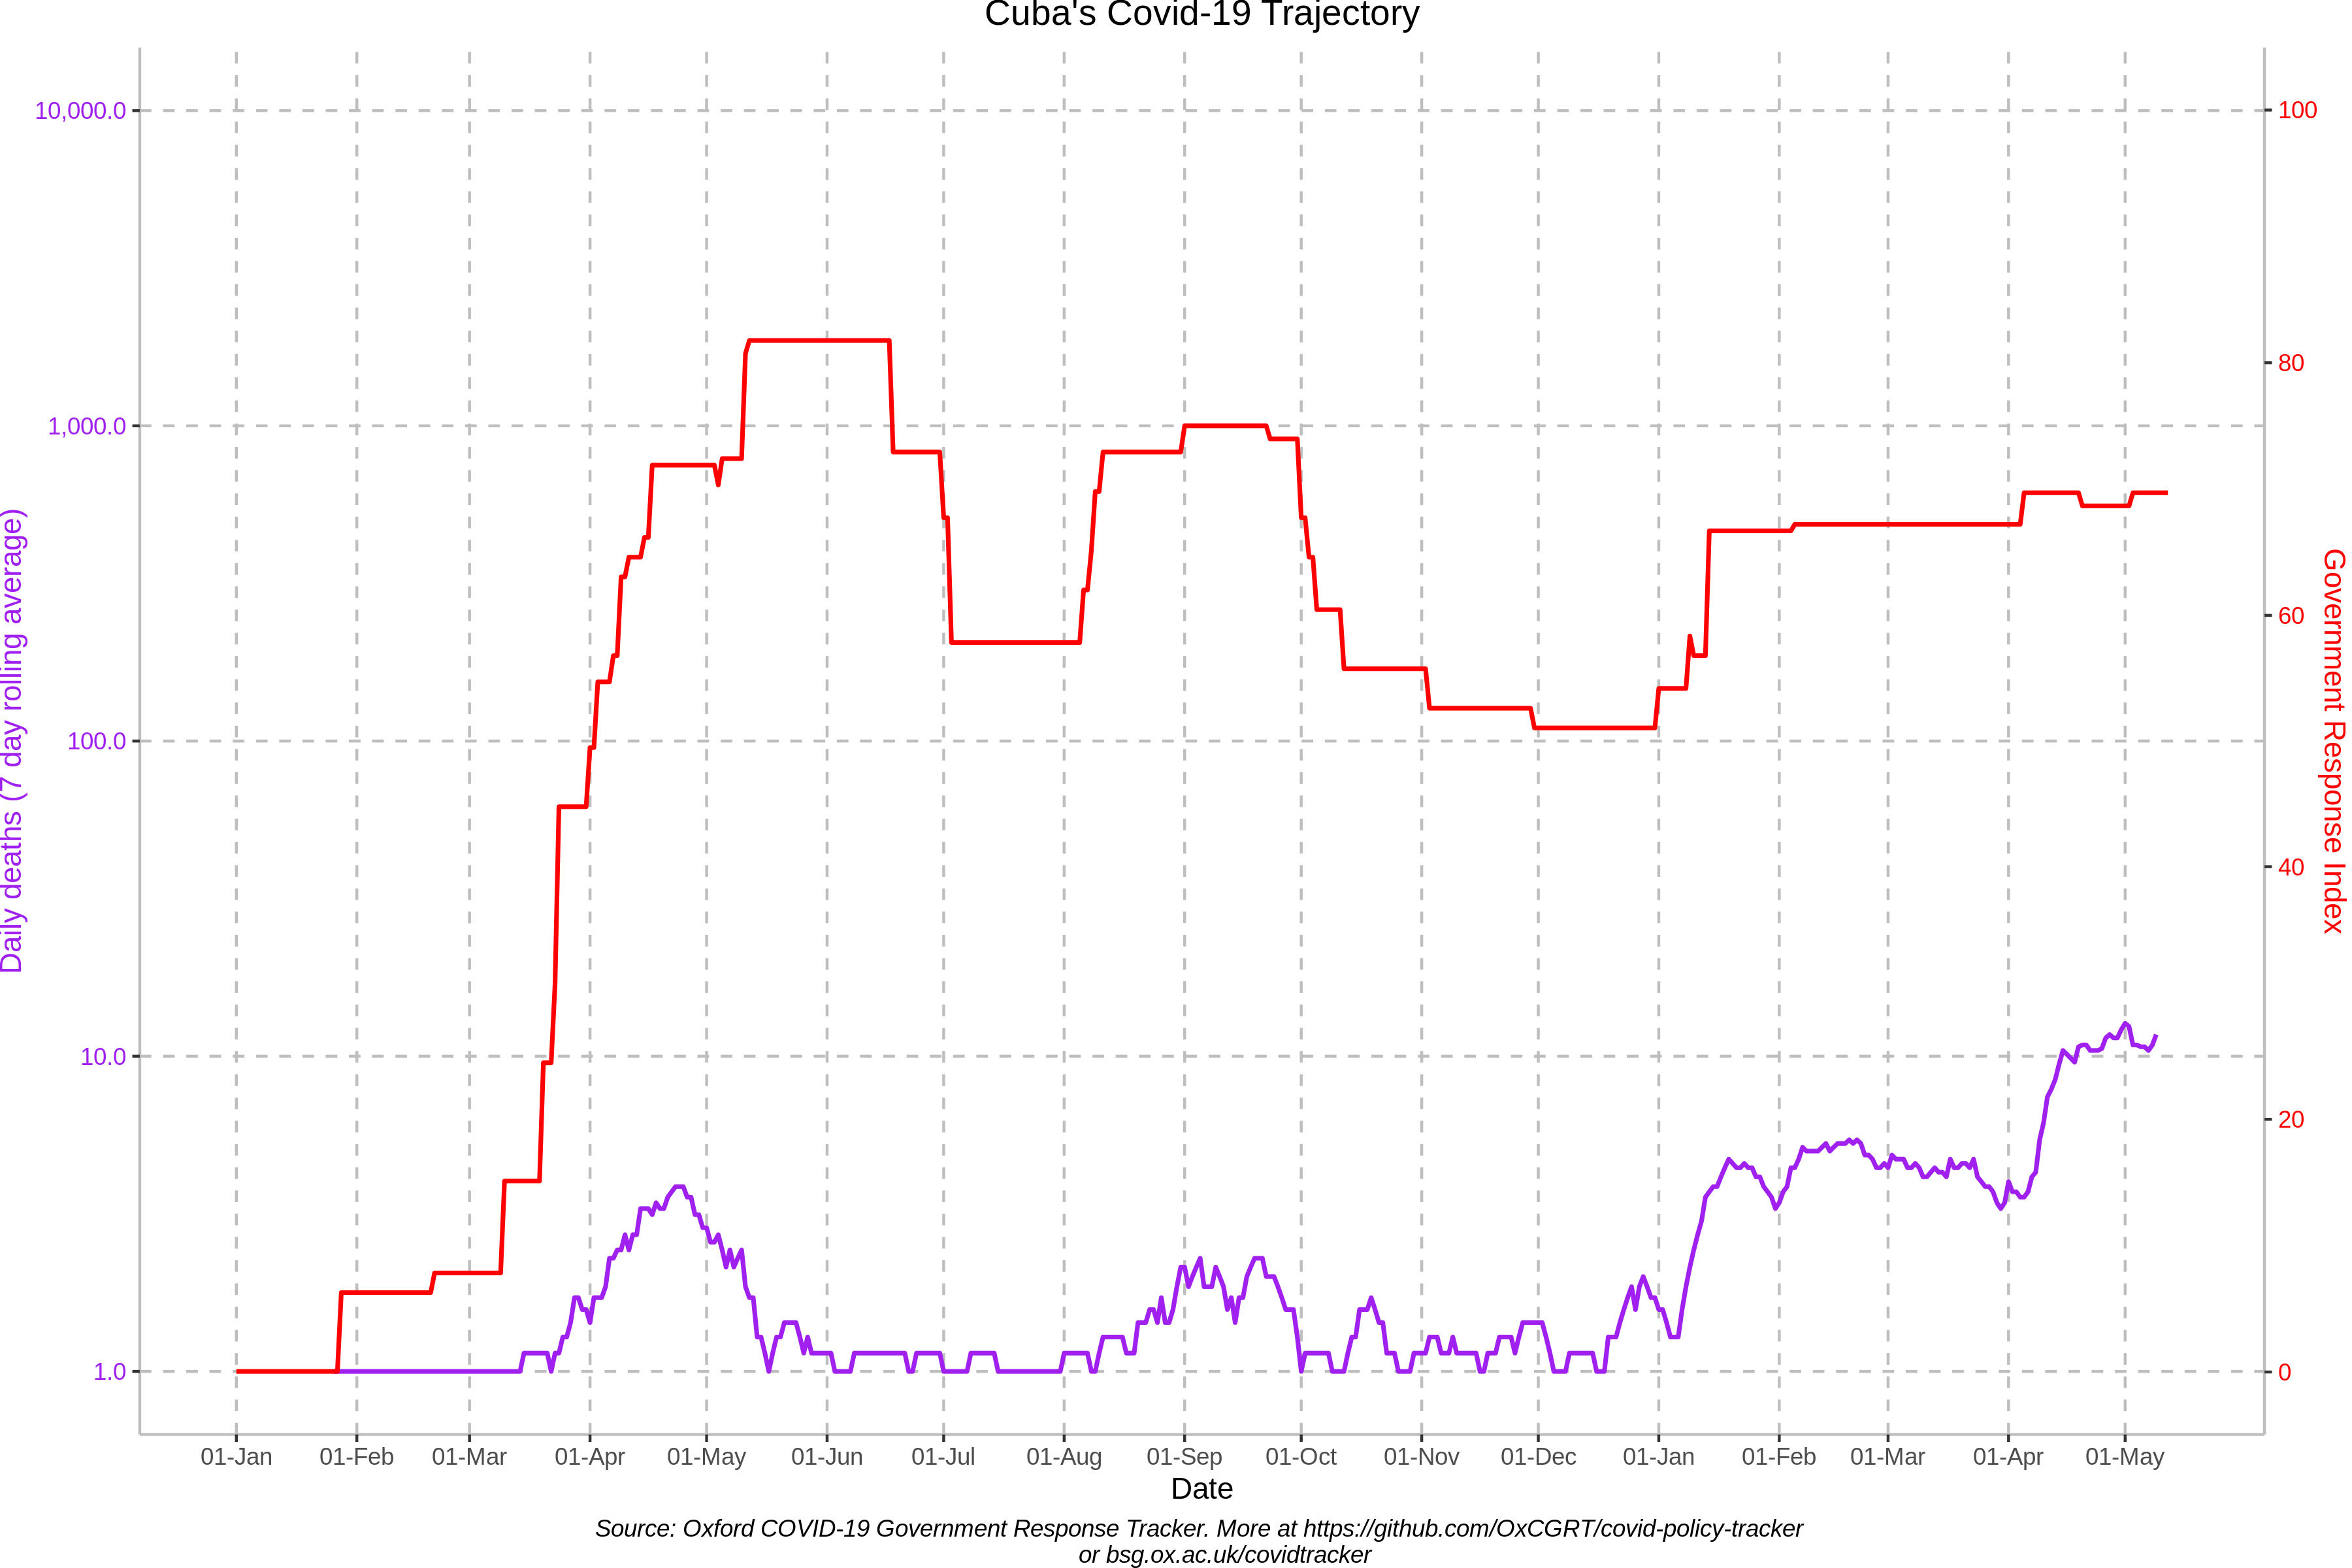 Cuba's Covid-19 Trajectory
10,000.0
1,000.0
100.0
10.0
1.0
Daily deaths (7 day rolling average)
100
80
60
40
20
0
Government Response Index
01-Jan 01-Feb 01-Mar 01-Apr 01-May 01-Jun 01-Jul 01-Aug 01-Sep 01-Oct 01-Nov 01-Dec 01-Jan 01-Feb 01-Mar 01-Apr 01-May
Date
Source: Oxford COVID-19 Government Response Tracker. More at https://github.com/OxCGRT/covid-policy-tracker
or bsg.ox.ac.uk/covidtracker